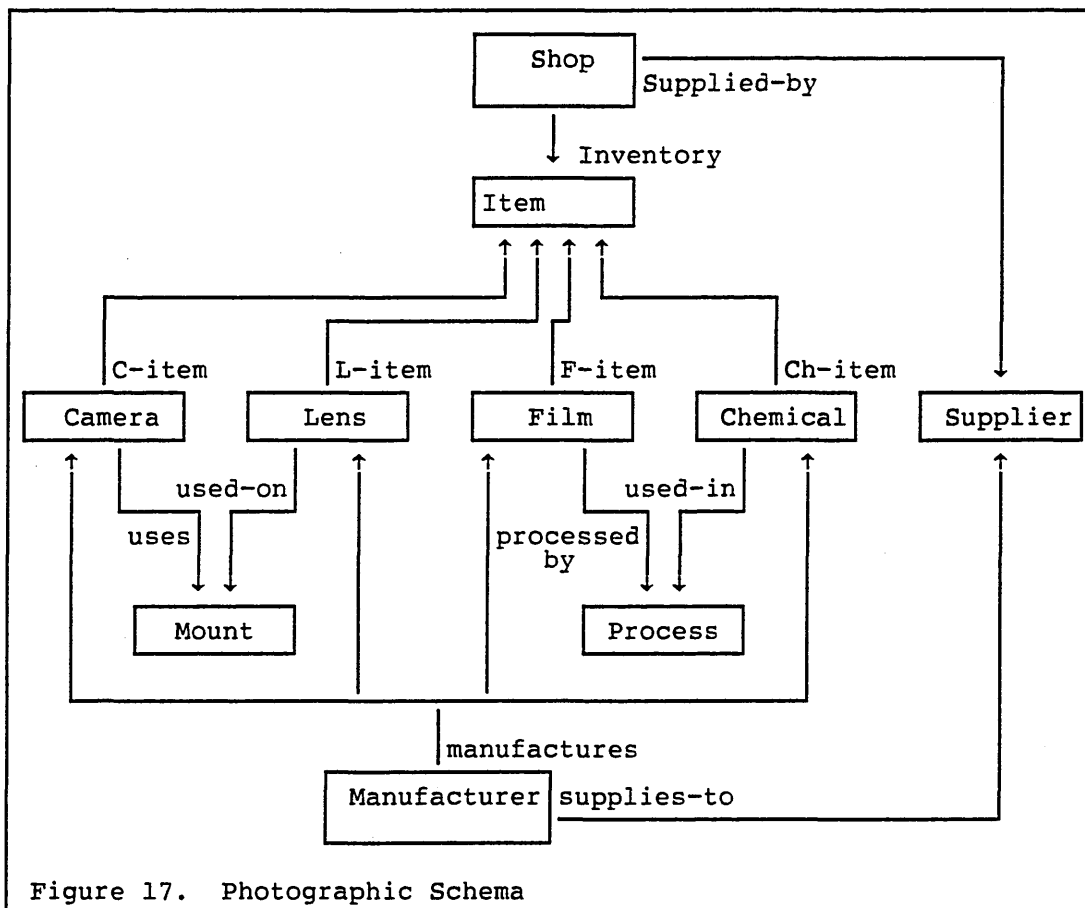 Shop
Supplied-by
Inventory
Item
C-item
L-item
F-item
Ch-item
Camera
Lens
Film
Chemical
Supplier
used-on
used-in
uses
processed
by
Mount
Process
manufactures
Manufacturer
supplies-to
Figure 17. Photographic Schema